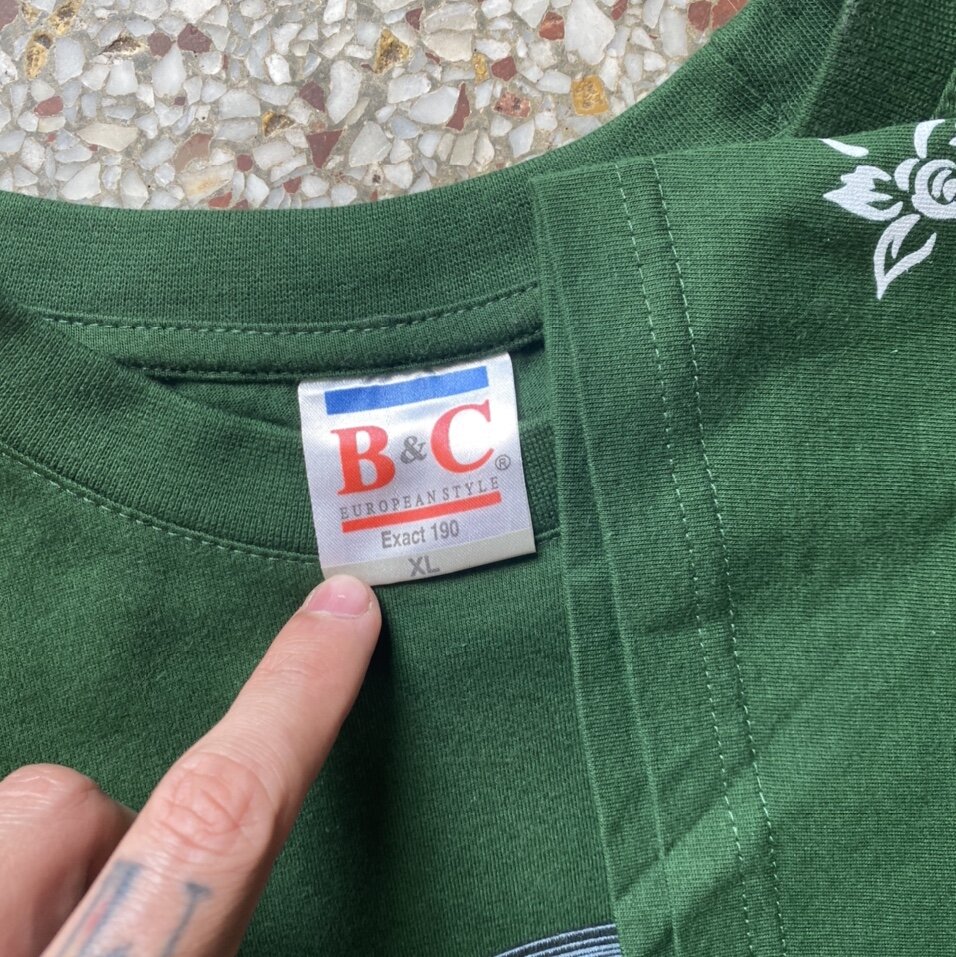 B&C®
EUROPEAN STYLE
Exact 190
XL